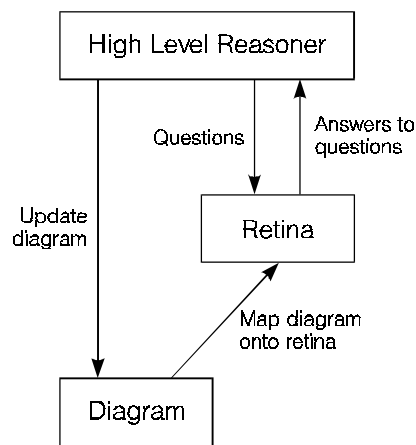 High Level Reasoner
Questions
Answers to
questions
Update
diagram
Retina
Map diagram
onto retina
Diagram